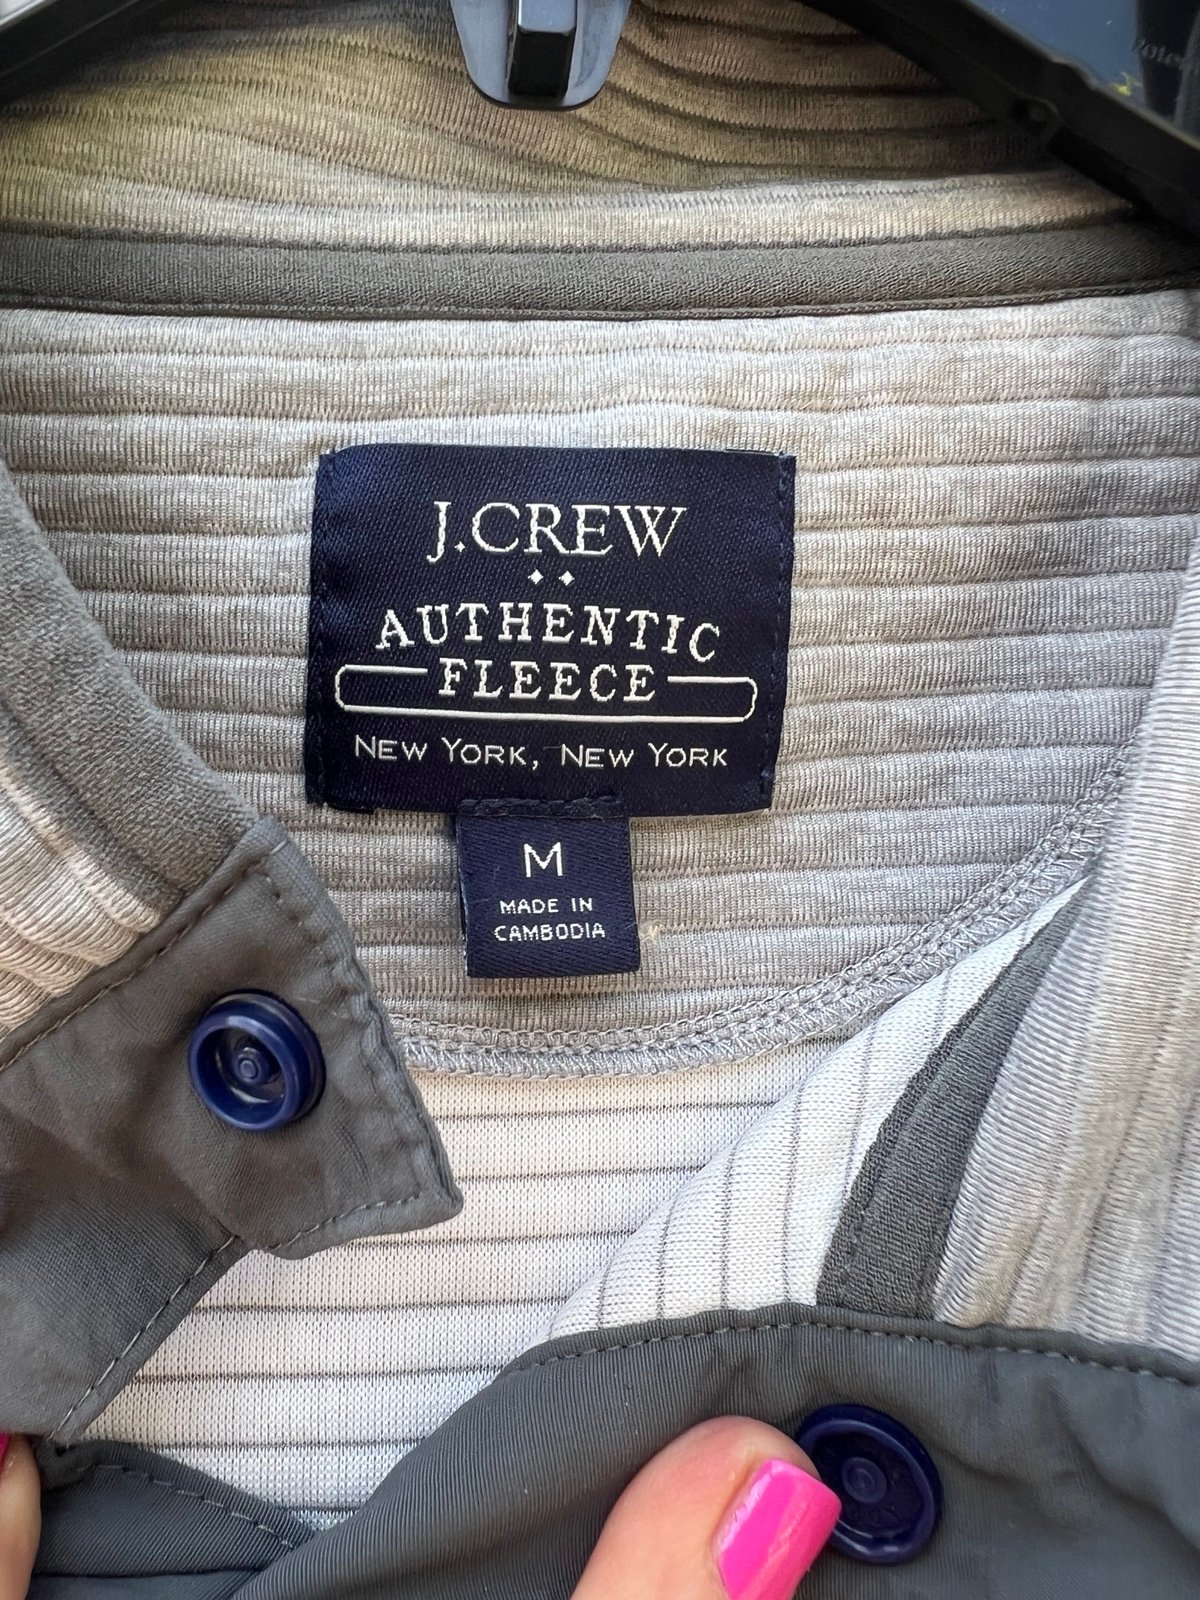 J.CREW
AUTHENTIC
FLEECE
NEW YORK, NEW YORK
M
MADE IN
CAMBODIA